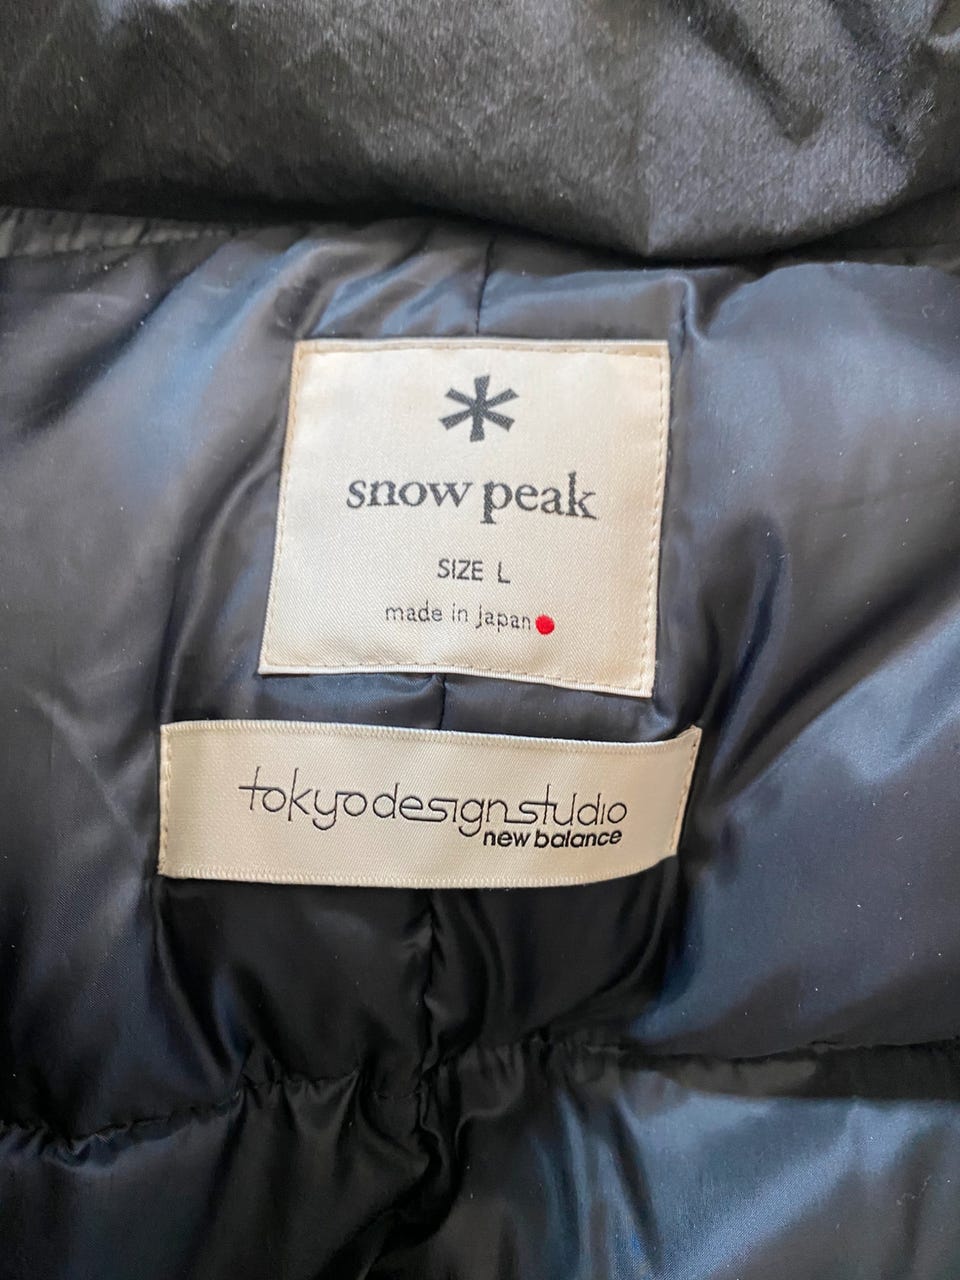 snow peak
SIZE L
made in japan
tokyodesignstudio
new balance